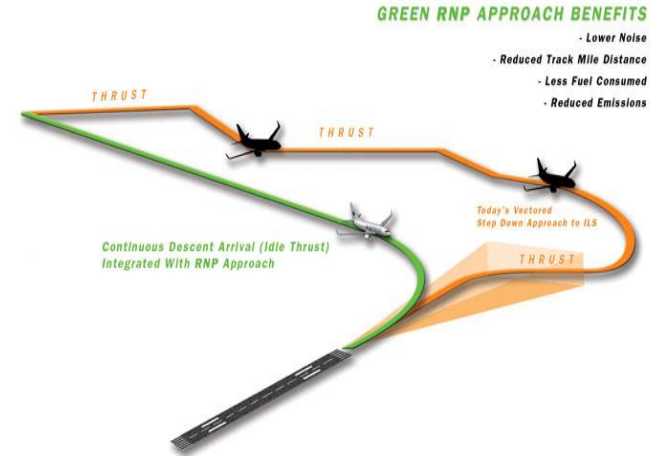 GREEN RNP APPROACH BENEFITS
- Lower Noise
- Reduced Track Mile Distance
- Less Fuel Consumed
- Reduced Emissions
THRUST
THRUST
Today's Vectored
Step Down Approach to ILS
Continuous Descent Arrival (Idle Thrust)
Integrated With RNP Approach
THRUST